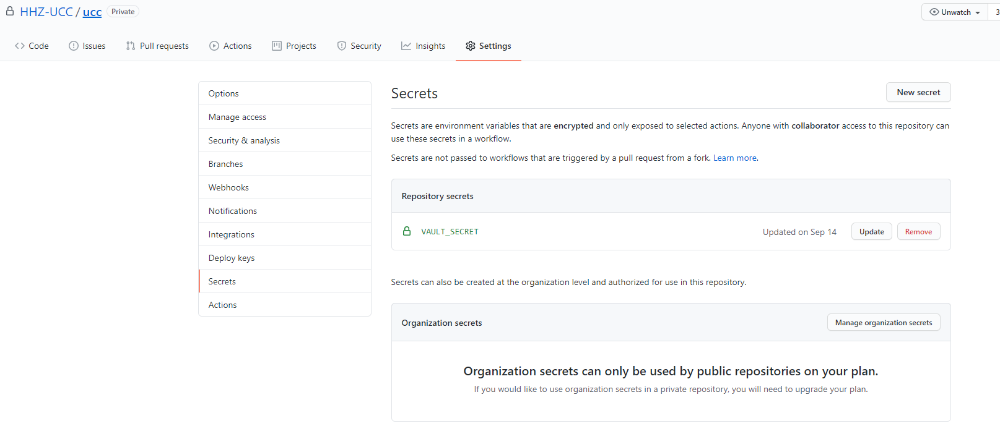 HHZ-UCC / ucc Private
Unwatch 3
Code Issues Pull requests Actions Projects Security Insights Settings
Options
Manage access
Security & analysis
Branches
Webhooks
Notifications
Integrations
Deploy keys
Secrets
Actions
Secrets
New secret
Secrets are environment variables that are encrypted and only exposed to selected actions. Anyone with collaborator access to this repository can
use these secrets in a workflow.
Secrets are not passed to workflows that are triggered by a pull request from a fork. Learn more.
Repository secrets
VAULT_SECRET Updated on Sep 14 Update Remove
Secrets can also be created at the organization level and authorized for use in this repository.
Organization secrets Manage organization secrets
Organization secrets can only be used by public repositories on your plan.
If you would like to use organization secrets in a private repository, you will need to upgrade your plan.